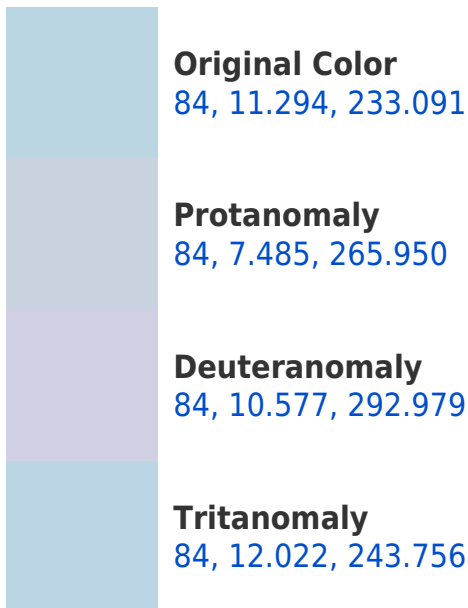 Original Color
84, 11.294, 233.091
Protanomaly
84, 7.485, 265.950
Deuteranomaly
84, 10.577, 292.979
Tritanomaly
84, 12.022, 243.756